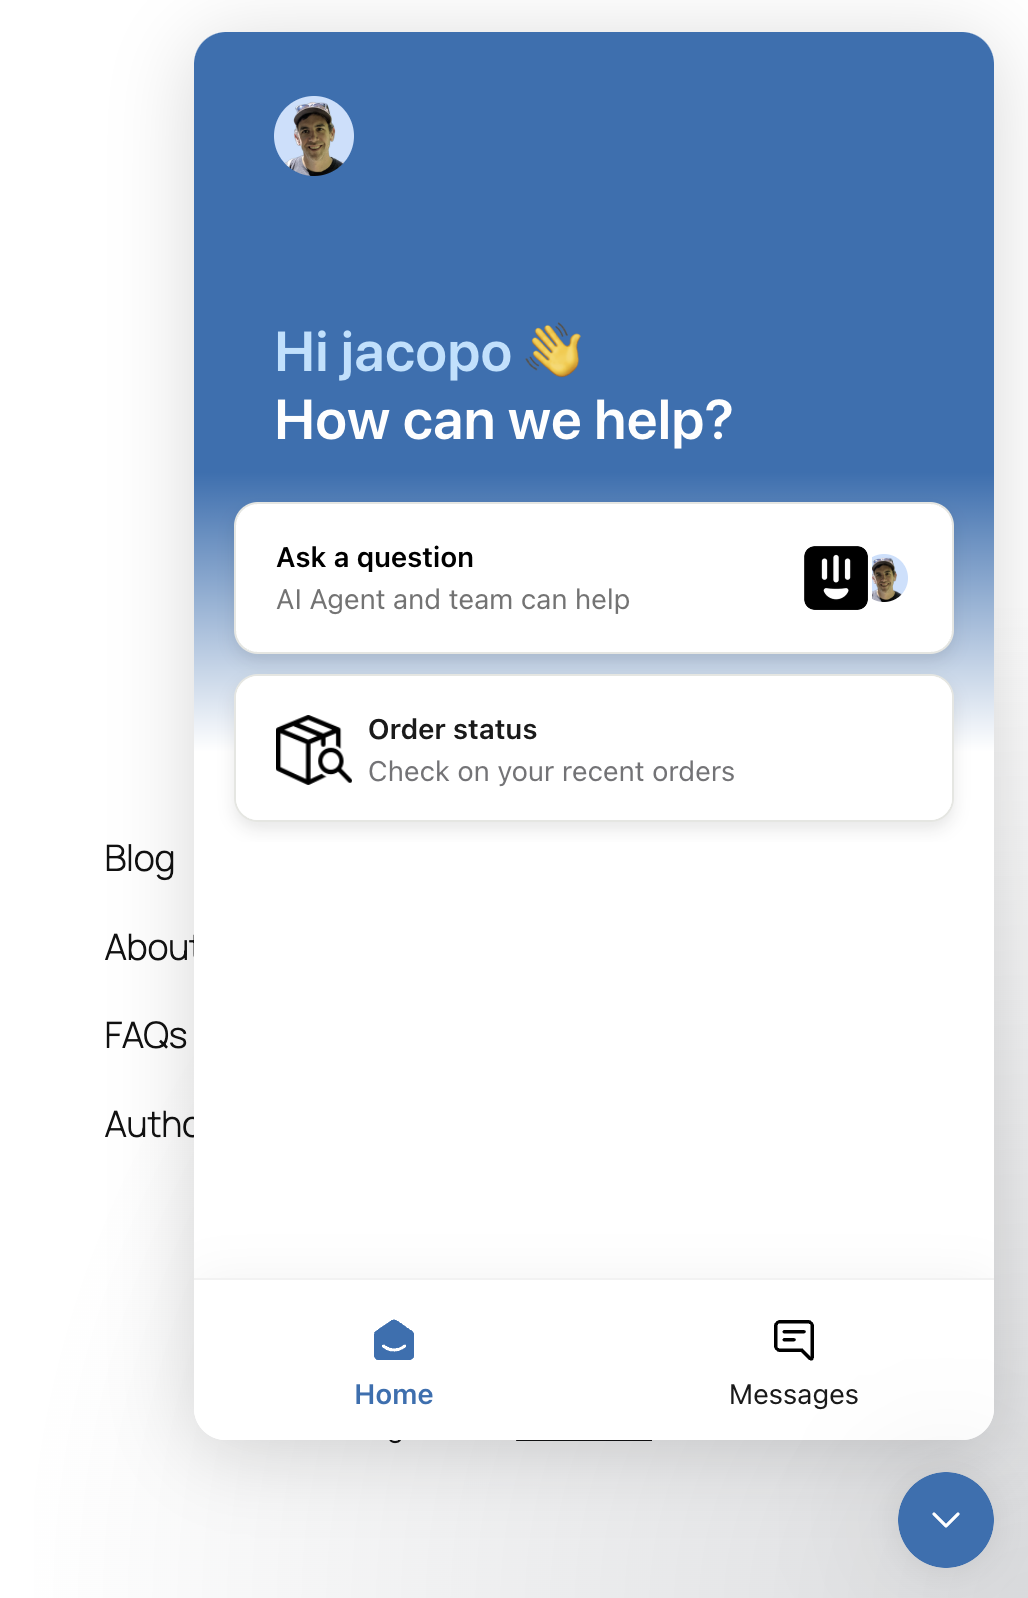 Hi jacopo 👋
How can we help?
Ask a question
AI Agent and team can help
Order status
Check on your recent orders
Blog
About
FAQs
Home
Messages